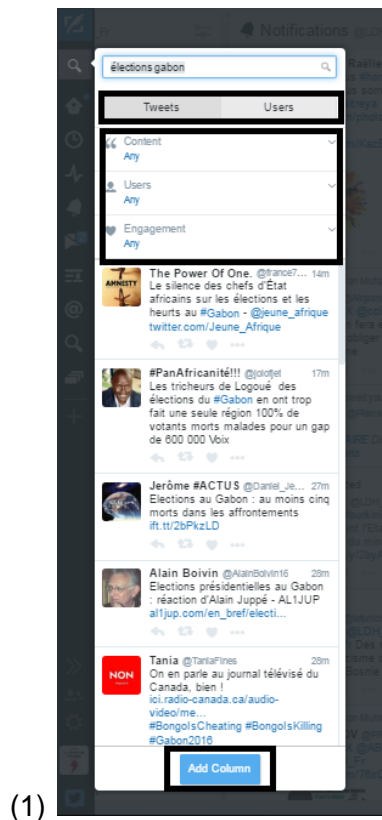 _Fr
Notifications
élections gabon
Tweets Users
Content
Any
Users
Any
Engagement
Any
AMNESTY
The Power Of One. @france7... 14m
Le silence des chefs d'État
africains sur les élections et les
heurts au #Gabon - @jeune_afrique
twitter.com/Jeune_Afrique
#PanAfricanité!!! @jolofjet 17m
Les tricheurs de Logoué des
élections du #Gabon en ont trop
fait une seule région 100% de
votants morts malades pour un gap
de 600 000 Voix
Jerôme #ACTUS @Daniel_Je... 27m
Elections au Gabon : au moins cinq
morts dans les affrontements
ift.tt/2bPkzLD
Alain Boivin @AlainBoivin16 28m
Elections présidentielles au Gabon
: réaction d'Alain Juppé - AL1JUP
al1jup.com/en_bref/electi...
NON
Tania @TaniaFines 28m
On en parle au journal télévisé du
Canada, bien !
ici.radio-canada.ca/audio-
video/me...
#BongoIsCheating #BongoIsKilling
#Gabon2016
Add Column
(1)